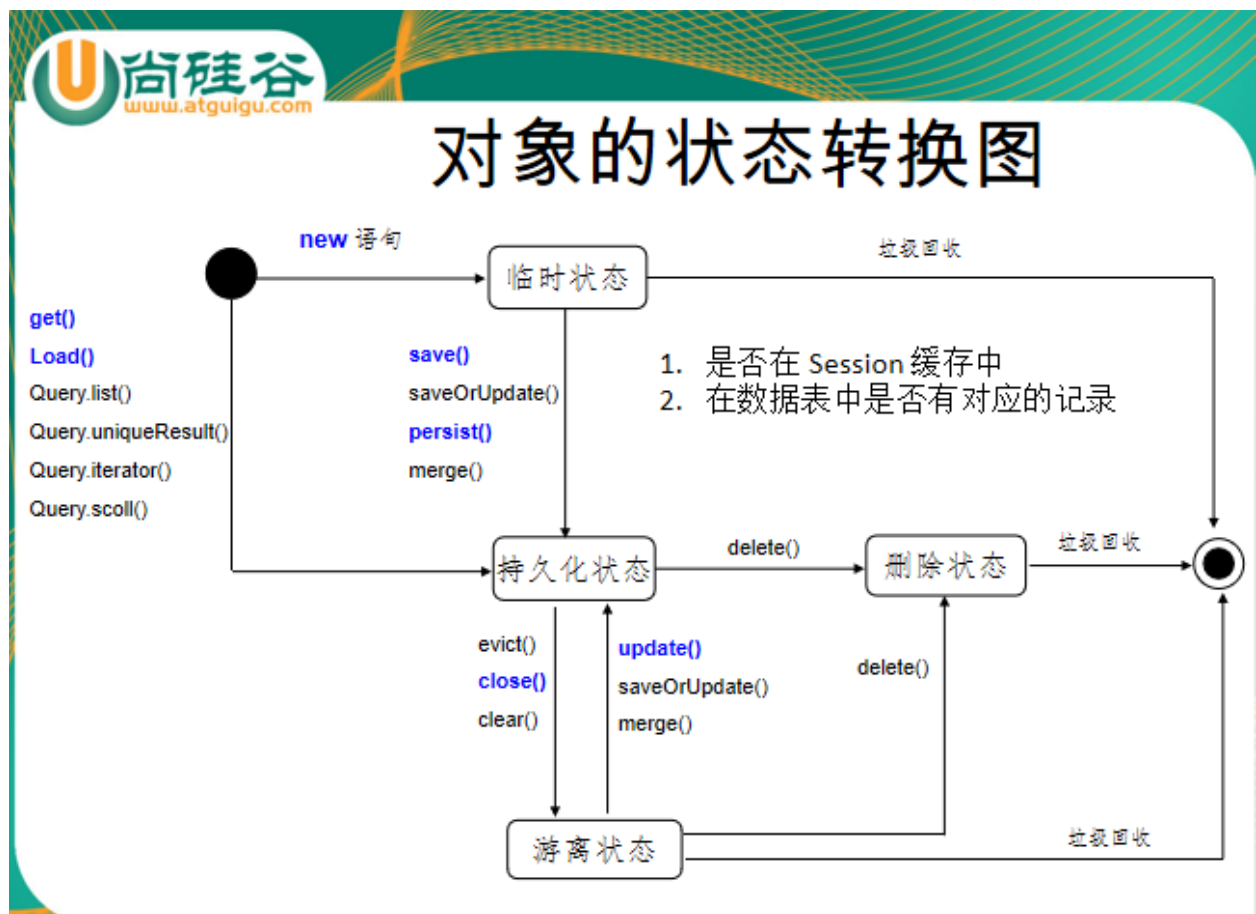 尚硅谷
www.atguigu.com
对象的状态转换图
new 语句
临时状态
垃圾回收
get()
Load()
Query.list()
Query.uniqueResult()
Query.iterator()
Query.scoll()
save()
saveOrUpdate()
persist()
merge()
1. 是否在 Session 缓存中
2. 在数据表中是否有对应的记录
持久化状态
delete()
删除状态
垃圾回收
evict()
close()
clear()
update()
saveOrUpdate()
merge()
delete()
游离状态
垃圾回收